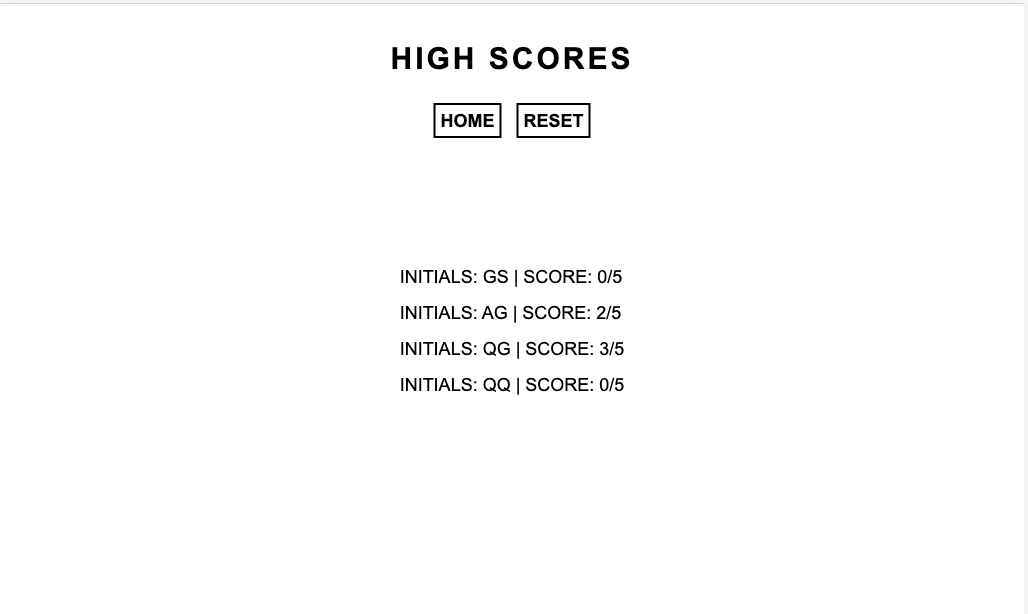 HIGH SCORES
HOME RESET
INITIALS: GS | SCORE: 0/5
INITIALS: AG | SCORE: 2/5
INITIALS: QG | SCORE: 3/5
INITIALS: QQ | SCORE: 0/5